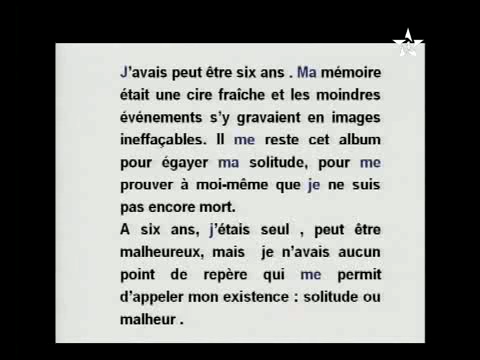 J'avais peut être six ans . Ma mémoire
était une cire fraîche et les moindres
événements s'y gravaient en images
ineffaçables. Il me reste cet album
pour égayer ma solitude, pour me
prouver à moi-même que je ne suis
pas encore mort.
A six ans, j'étais seul , peut être
malheureux, mais je n'avais aucun
point de repère qui me permit
d'appeler mon existence : solitude ou
malheur .